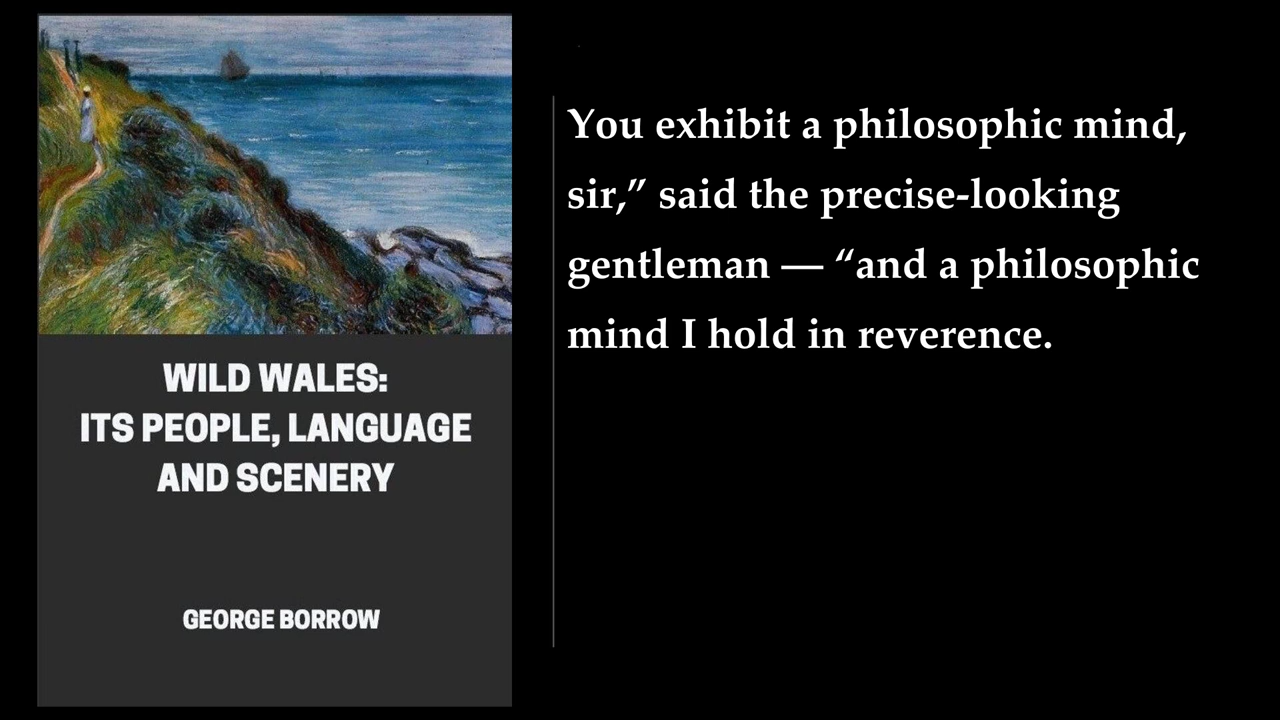 WILD WALES:
ITS PEOPLE, LANGUAGE
AND SCENERY
GEORGE BORROW
You exhibit a philosophic mind,
sir,” said the precise-looking
gentleman — “and a philosophic
mind I hold in reverence.